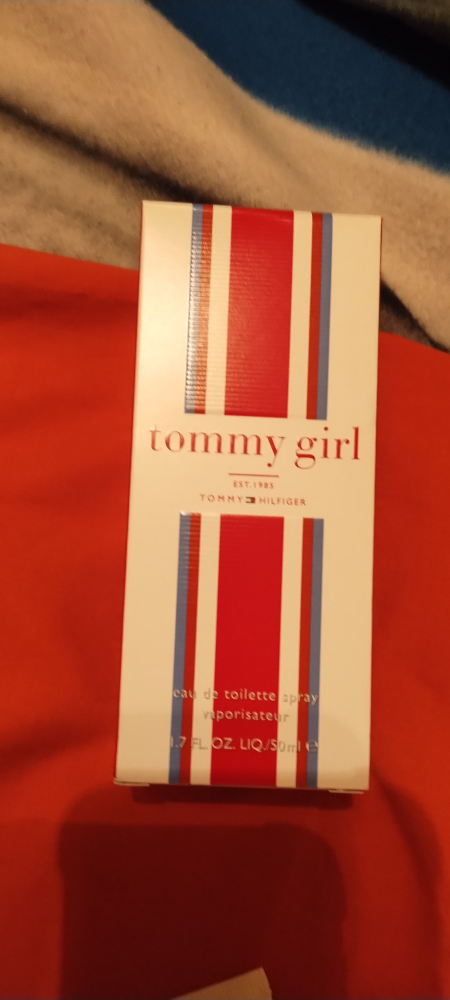 tommy girl
EST.1985
TOMMY HILFIGER
eau de toilette spray
vaporisateur
1.7 FL. OZ. LIQ./50ml ℮